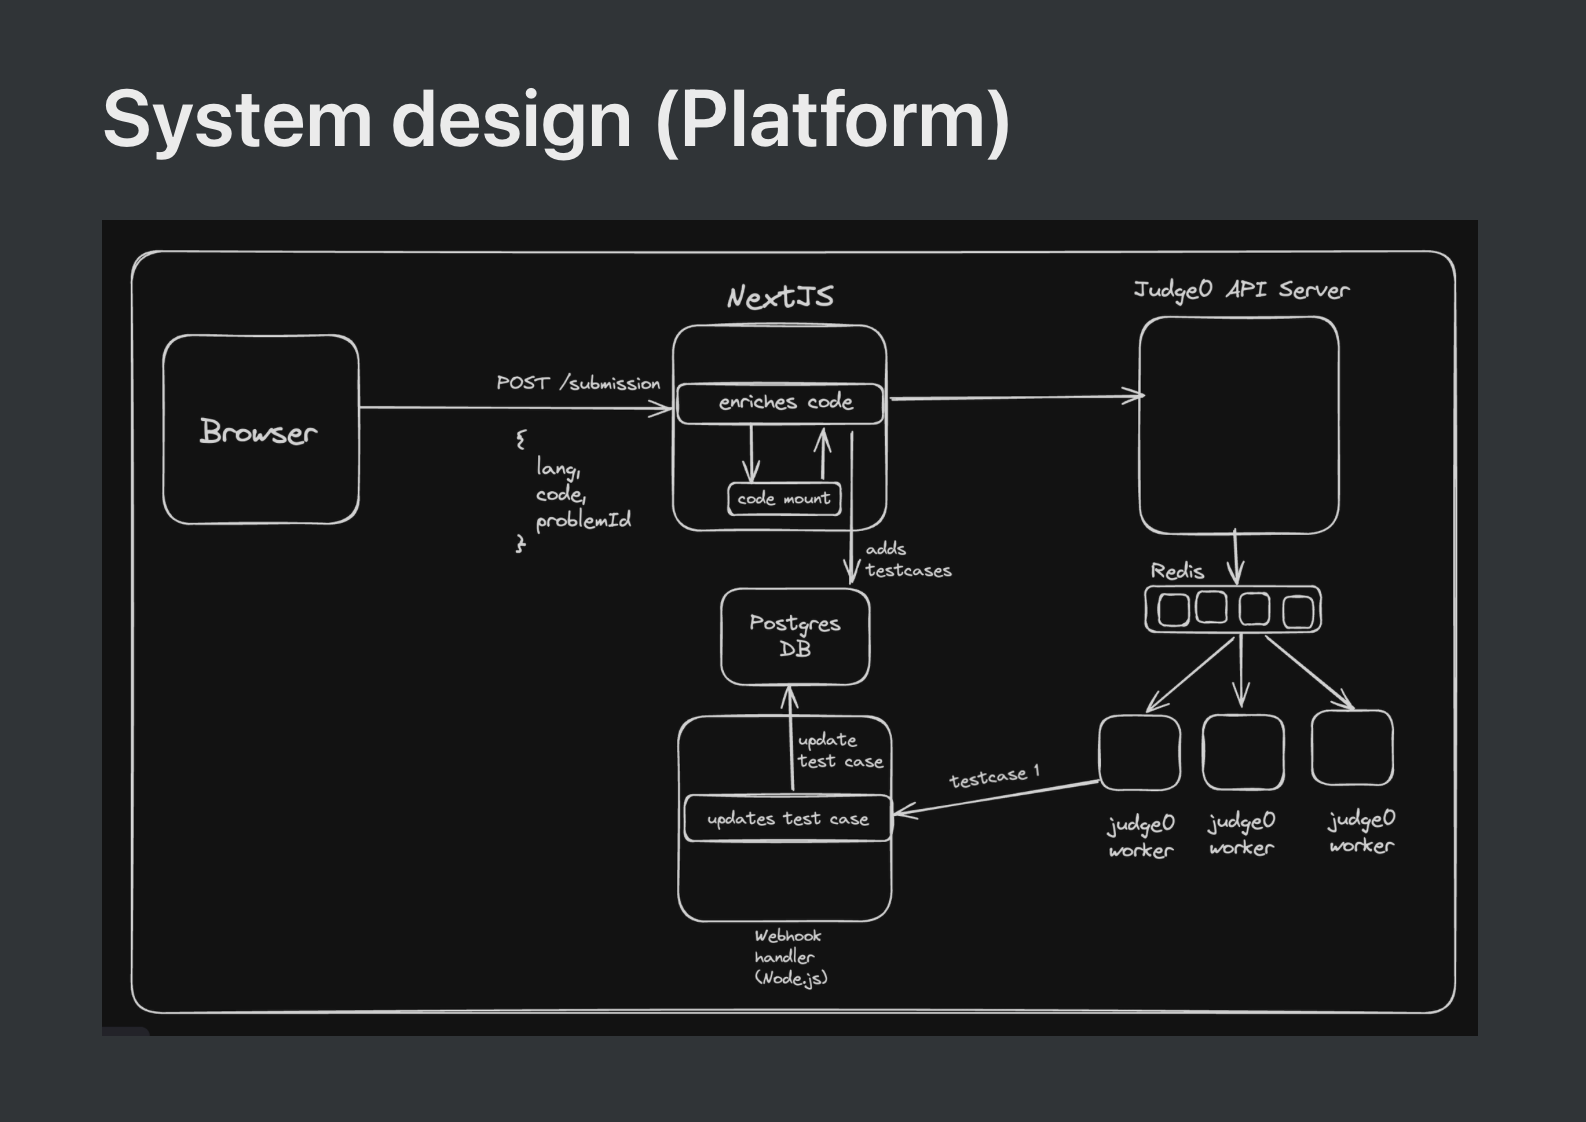 System design (Platform)
NextJS
Judge0 API Server
Browser
POST /submission
{
lang,
code,
problemId
}
enriches code
code mount
adds
testcases
Redis
Postgres
DB
update
test case
updates test case
testcase 1
judge0
worker
judge0
worker
judge0
worker
Webhook
handler
(Node.js)